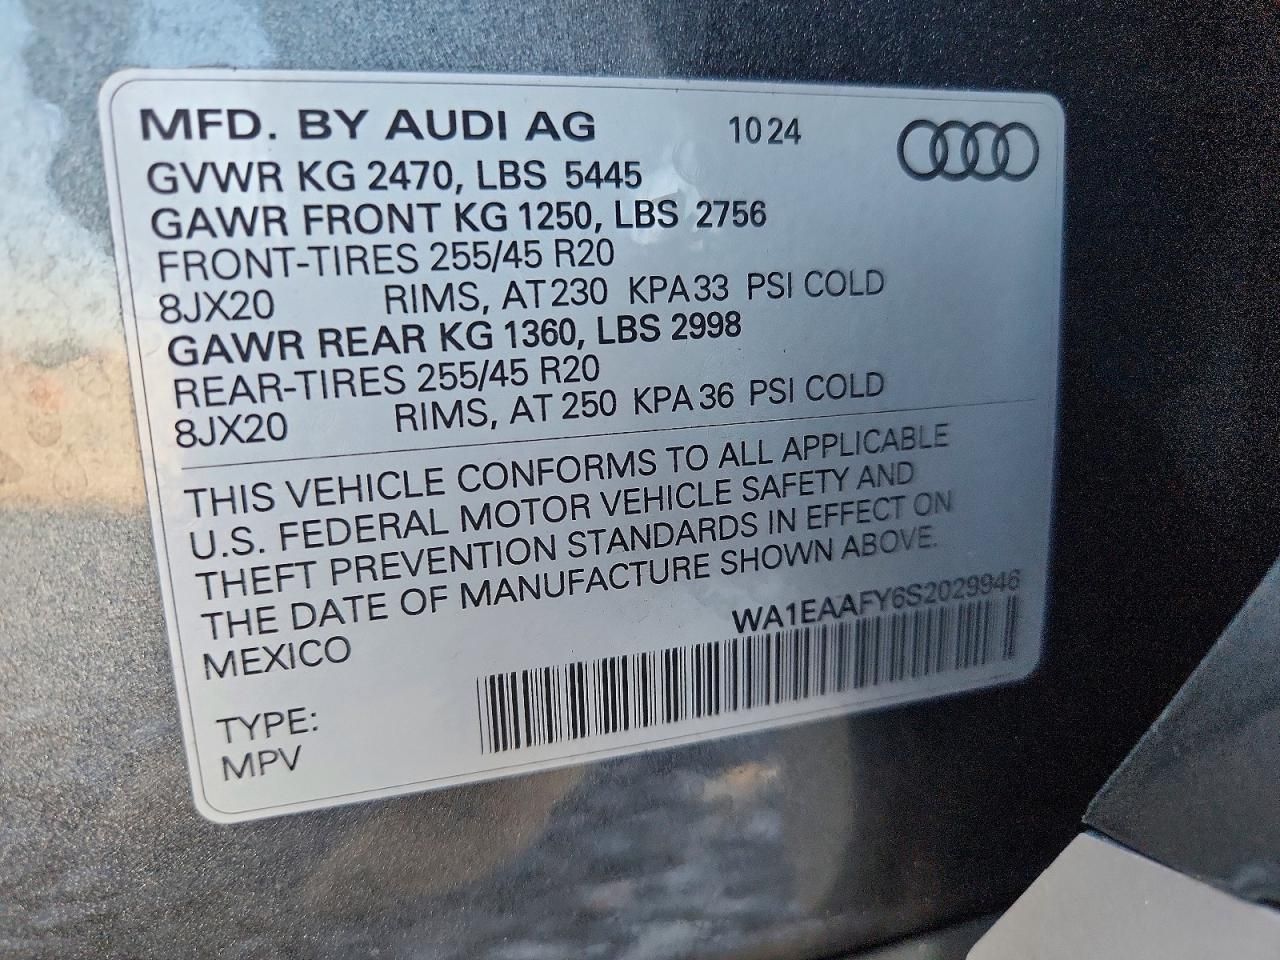 MFD. BY AUDI AG 10 24
GVWR KG 2470, LBS 5445
GAWR FRONT KG 1250, LBS 2756
FRONT-TIRES 255/45 R20
8JX20 RIMS, AT 230 KPA 33 PSI COLD
GAWR REAR KG 1360, LBS 2998
REAR-TIRES 255/45 R20
8JX20 RIMS, AT 250 KPA 36 PSI COLD
THIS VEHICLE CONFORMS TO ALL APPLICABLE
U.S. FEDERAL MOTOR VEHICLE SAFETY AND
THEFT PREVENTION STANDARDS IN EFFECT ON
THE DATE OF MANUFACTURE SHOWN ABOVE.
MEXICO WA1EAAFY6S2029946
TYPE:
MPV